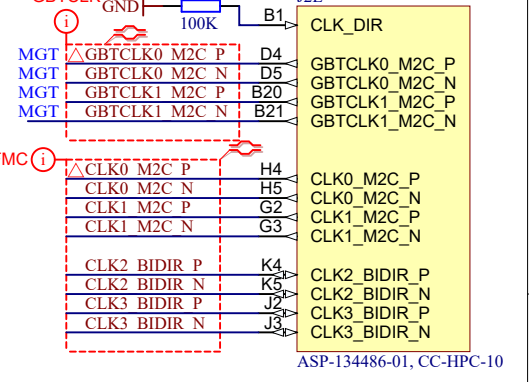 GND
100K
B1
J2E
CLK_DIR
MGT GBTCLK0_M2C_P D4 GBTCLK0_M2C_P
MGT GBTCLK0_M2C_N D5 GBTCLK0_M2C_N
MGT GBTCLK1_M2C_P B20 GBTCLK1_M2C_P
MGT GBTCLK1_M2C_N B21 GBTCLK1_M2C_N
i
i
CLK0_M2C_P H4 CLK0_M2C_P
CLK0_M2C_N H5 CLK0_M2C_N
CLK1_M2C_P G2 CLK1_M2C_P
CLK1_M2C_N G3 CLK1_M2C_N
CLK2_BIDIR_P K4 CLK2_BIDIR_P
CLK2_BIDIR_N K5 CLK2_BIDIR_N
CLK3_BIDIR_P J2 CLK3_BIDIR_P
CLK3_BIDIR_N J3 CLK3_BIDIR_N
ASP-134486-01, CC-HPC-10